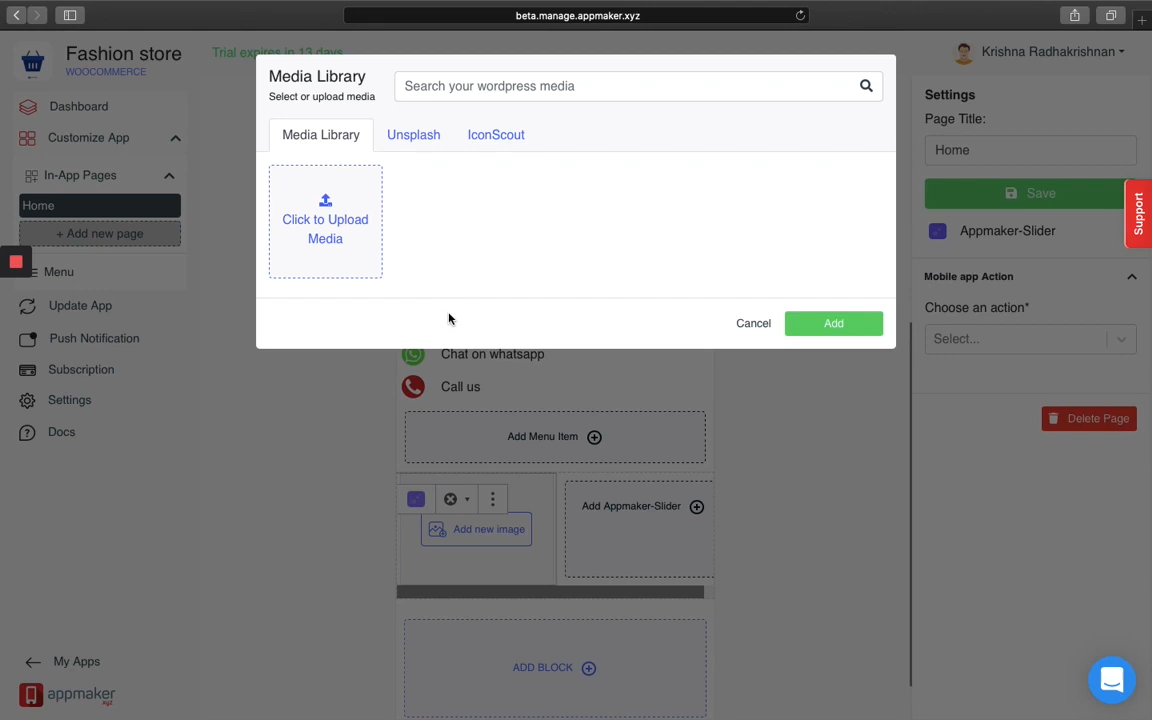 beta.manage.appmaker.xyz
Fashion store
WOOCOMMERCE
Trial expires in 13 days
Krishna Radhakrishnan
Dashboard
Customize App
In-App Pages
Home
+ Add new page
Menu
Update App
Push Notification
Subscription
Settings
Docs
My Apps
appmaker
xyz
Media Library
Select or upload media
Search your wordpress media
Media Library
Unsplash
IconScout
Click to Upload
Media
Cancel
Add
Chat on whatsapp
Call us
Add Menu Item
Add new image
Add Appmaker-Slider
ADD BLOCK
Settings
Page Title:
Home
Save
Support
Appmaker-Slider
Mobile app Action
Choose an action*
Select...
Delete Page